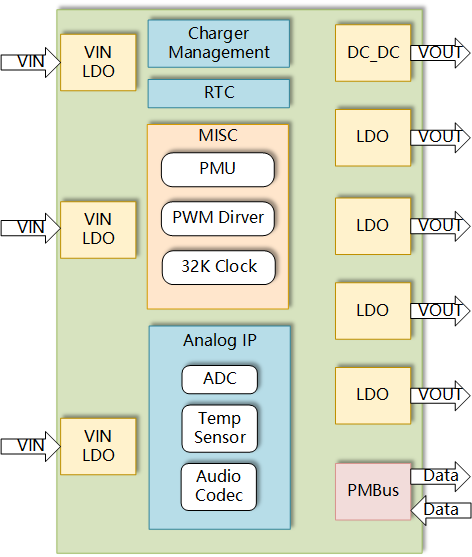 VIN
VIN
LDO
VIN
VIN
LDO
VIN
VIN
LDO
Charger
Management
RTC
MISC
PMU
PWM Dirver
32K Clock
Analog IP
ADC
Temp
Sensor
Audio
Codec
DC_DC
VOUT
LDO
VOUT
LDO
VOUT
LDO
VOUT
LDO
VOUT
PMBus
Data
Data